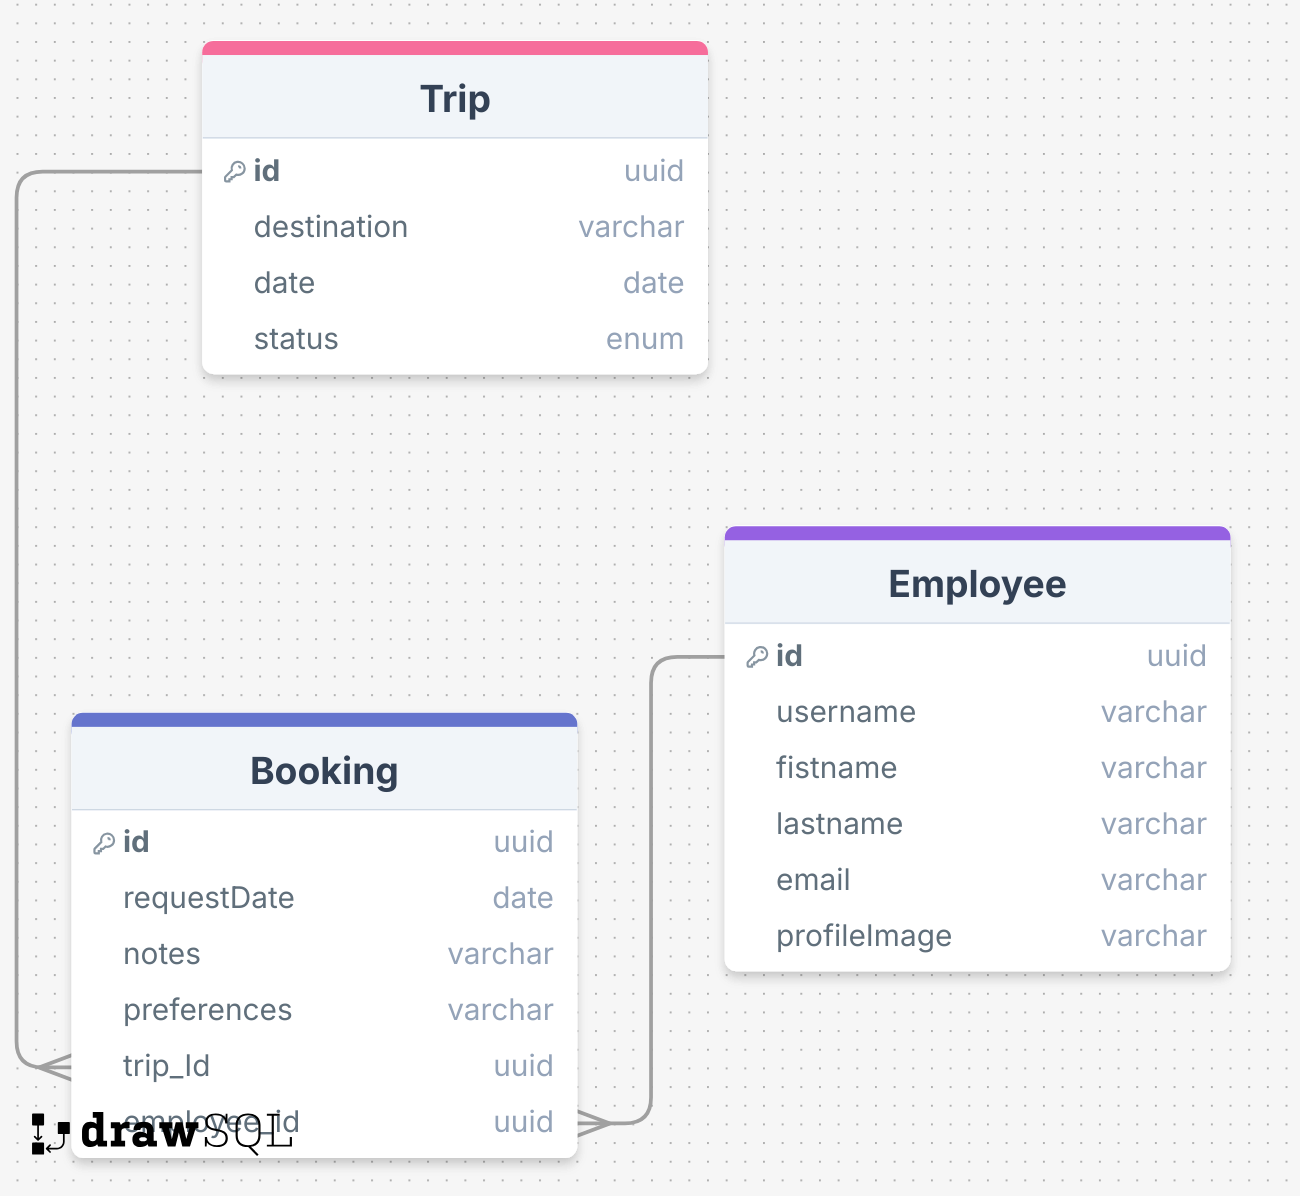 Trip
id uuid
destination varchar
date date
status enum
Employee
id uuid
username varchar
fistname varchar
lastname varchar
email varchar
profileImage varchar
Booking
id uuid
requestDate date
notes varchar
preferences varchar
trip_Id uuid
employee_id uuid
drawSQL